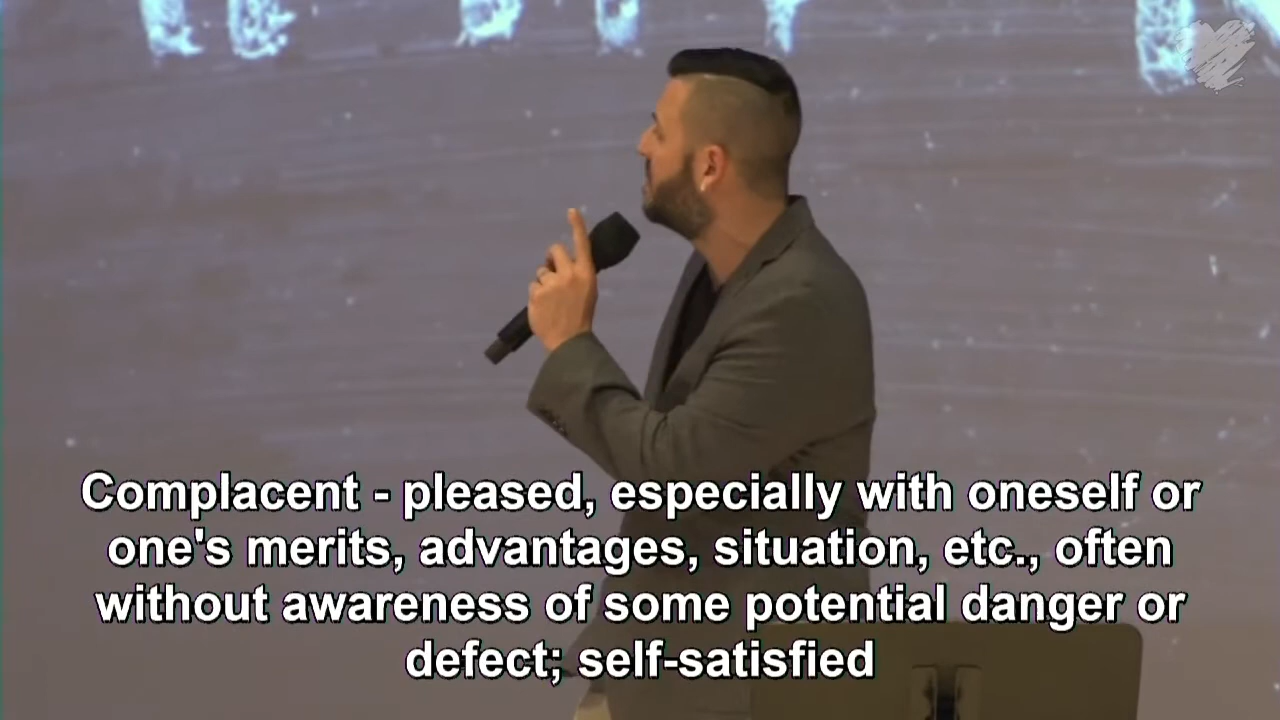 Complacent - pleased, especially with oneself or
one's merits, advantages, situation, etc., often
without awareness of some potential danger or
defect; self-satisfied